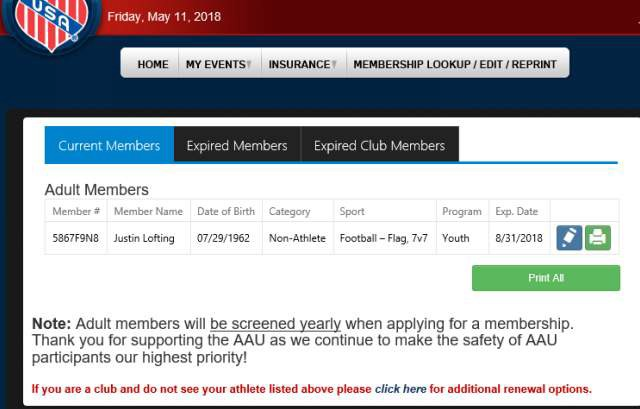 USA
Friday, May 11, 2018
HOME MY EVENTS INSURANCE MEMBERSHIP LOOKUP / EDIT / REPRINT
Current Members Expired Members Expired Club Members
Adult Members
Member # Member Name Date of Birth Category Sport Program Exp. Date
5867F9N8 Justin Lofting 07/29/1962 Non-Athlete Football – Flag, 7v7 Youth 8/31/2018
Print All
Note: Adult members will be screened yearly when applying for a membership.
Thank you for supporting the AAU as we continue to make the safety of AAU
participants our highest priority!
If you are a club and do not see your athlete listed above please click here for additional renewal options.